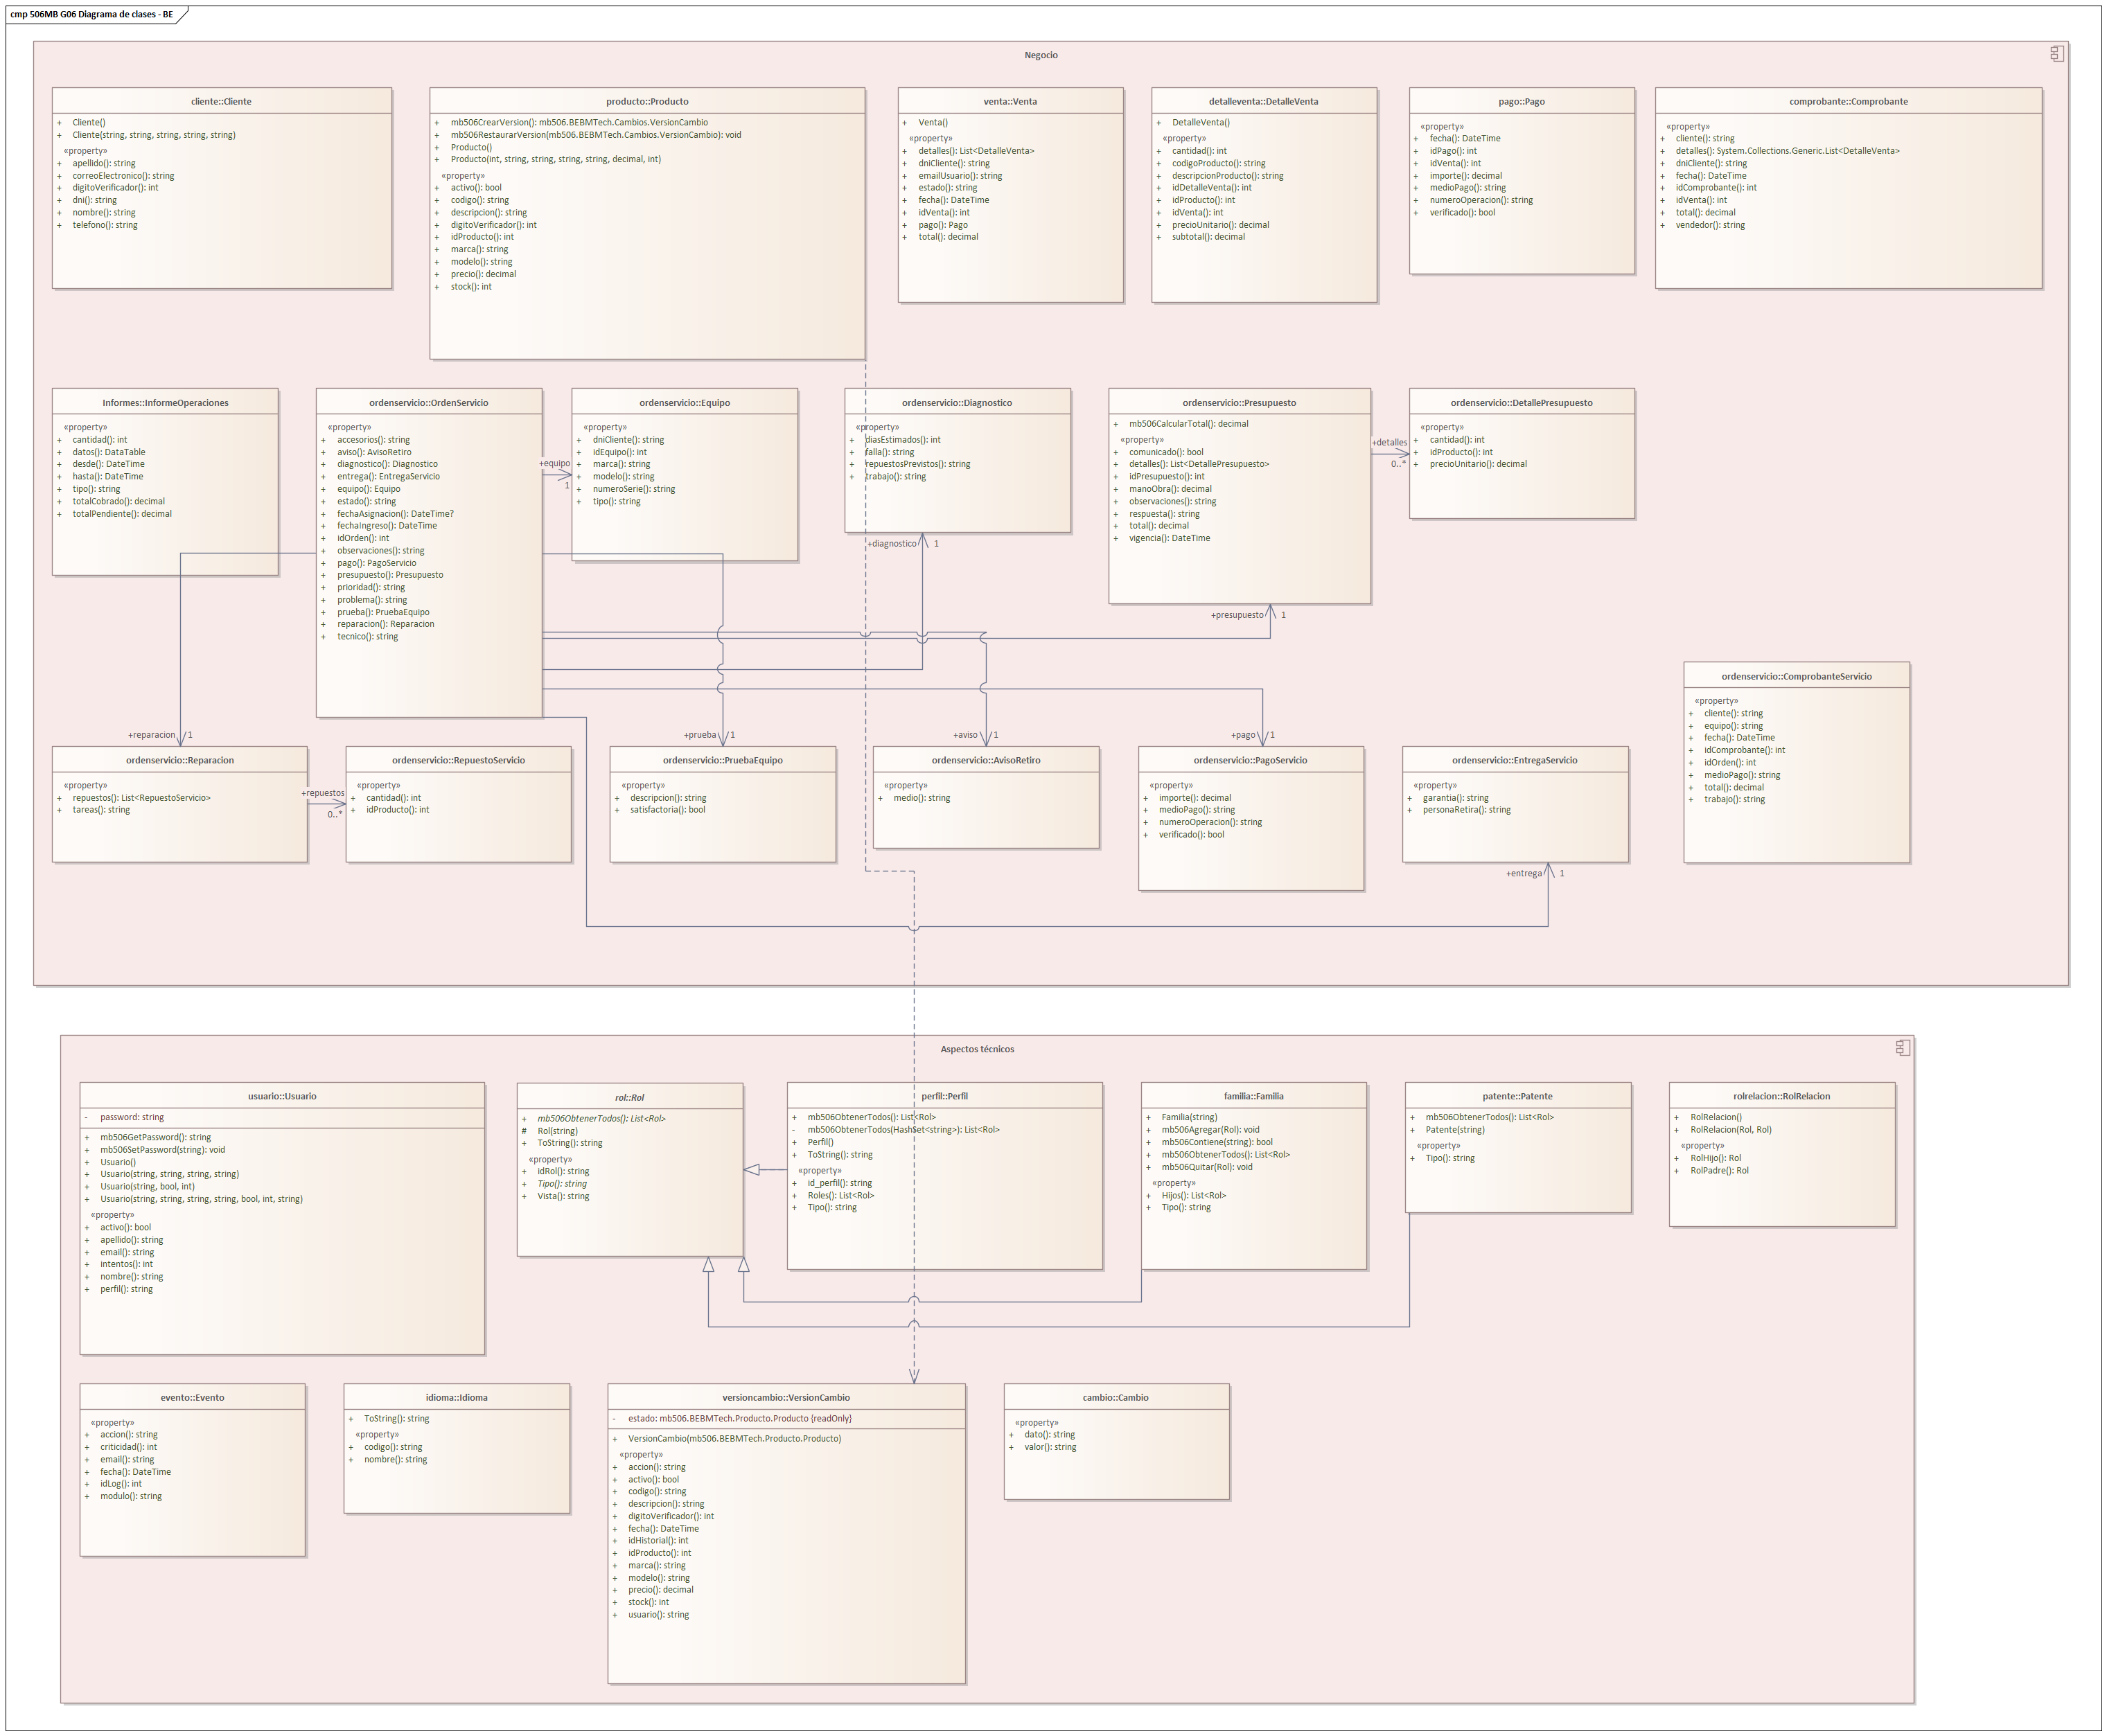 cmp 506MB G06 Diagrama de clases - BE
Negocio
cliente::Cliente
+ Cliente()
+ Cliente(string, string, string, string, string)
«property»
+ apellido(): string
+ correoElectronico(): string
+ digitoVerificador(): int
+ dni(): string
+ nombre(): string
+ telefono(): string
producto::Producto
+ mb506CrearVersion(): mb506.BEBMTech.Cambios.VersionCambio
+ mb506RestaurarVersion(mb506.BEBMTech.Cambios.VersionCambio): void
+ Producto()
+ Producto(int, string, string, string, string, decimal, int)
«property»
+ activo(): bool
+ codigo(): string
+ descripcion(): string
+ digitoVerificador(): int
+ idProducto(): int
+ marca(): string
+ modelo(): string
+ precio(): decimal
+ stock(): int
venta::Venta
+ Venta()
«property»
+ detalles(): List<DetalleVenta>
+ dniCliente(): string
+ emailUsuario(): string
+ estado(): string
+ fecha(): DateTime
+ idVenta(): int
+ pago(): Pago
+ total(): decimal
detalleventa::DetalleVenta
+ DetalleVenta()
«property»
+ cantidad(): int
+ codigoProducto(): string
+ descripcionProducto(): string
+ idDetalleVenta(): int
+ idProducto(): int
+ idVenta(): int
+ precioUnitario(): decimal
+ subtotal(): decimal
pago::Pago
«property»
+ fecha(): DateTime
+ idPago(): int
+ idVenta(): int
+ importe(): decimal
+ medioPago(): string
+ numeroOperacion(): string
+ verificado(): bool
comprobante::Comprobante
«property»
+ cliente(): string
+ detalles(): System.Collections.Generic.List<DetalleVenta>
+ dniCliente(): string
+ fecha(): DateTime
+ idComprobante(): int
+ idVenta(): int
+ total(): decimal
+ vendedor(): string
Informes::InformeOperaciones
«property»
+ cantidad(): int
+ datos(): DataTable
+ desde(): DateTime
+ hasta(): DateTime
+ tipo(): string
+ totalCobrado(): decimal
+ totalPendiente(): decimal
ordenservicio::OrdenServicio
«property»
+ accesorios(): string
+ aviso(): AvisoRetiro
+ diagnostico(): Diagnostico
+ entrega(): EntregaServicio
+ equipo(): Equipo
+ estado(): string
+ fechaAsignacion(): DateTime?
+ fechaIngreso(): DateTime
+ idOrden(): int
+ observaciones(): string
+ pago(): PagoServicio
+ presupuesto(): Presupuesto
+ prioridad(): string
+ problema(): string
+ prueba(): PruebaEquipo
+ reparacion(): Reparacion
+ tecnico(): string
+equipo
1
ordenservicio::Equipo
«property»
+ dniCliente(): string
+ idEquipo(): int
+ marca(): string
+ modelo(): string
+ numeroSerie(): string
+ tipo(): string
ordenservicio::Diagnostico
«property»
+ diasEstimados(): int
+ falla(): string
+ repuestosPrevistos(): string
+ trabajo(): string
+diagnostico 1
ordenservicio::Presupuesto
+ mb506CalcularTotal(): decimal
«property»
+ comunicado(): bool
+ detalles(): List<DetallePresupuesto>
+ idPresupuesto(): int
+ manoObra(): decimal
+ observaciones(): string
+ respuesta(): string
+ total(): decimal
+ vigencia(): DateTime
+presupuesto 1
+detalles
0..*
ordenservicio::DetallePresupuesto
«property»
+ cantidad(): int
+ idProducto(): int
+ precioUnitario(): decimal
ordenservicio::ComprobanteServicio
«property»
+ cliente(): string
+ equipo(): string
+ fecha(): DateTime
+ idComprobante(): int
+ idOrden(): int
+ medioPago(): string
+ total(): decimal
+ trabajo(): string
+reparacion 1
ordenservicio::Reparacion
«property»
+ repuestos(): List<RepuestoServicio>
+ tareas(): string
+repuestos
0..*
ordenservicio::RepuestoServicio
«property»
+ cantidad(): int
+ idProducto(): int
+prueba 1
ordenservicio::PruebaEquipo
«property»
+ descripcion(): string
+ satisfactoria(): bool
+aviso 1
ordenservicio::AvisoRetiro
«property»
+ medio(): string
+pago 1
ordenservicio::PagoServicio
«property»
+ importe(): decimal
+ medioPago(): string
+ numeroOperacion(): string
+ verificado(): bool
ordenservicio::EntregaServicio
«property»
+ garantia(): string
+ personaRetira(): string
+entrega 1
Aspectos técnicos
usuario::Usuario
- password: string
+ mb506GetPassword(): string
+ mb506SetPassword(string): void
+ Usuario()
+ Usuario(string, string, string, string)
+ Usuario(string, bool, int)
+ Usuario(string, string, string, string, bool, int, string)
«property»
+ activo(): bool
+ apellido(): string
+ email(): string
+ intentos(): int
+ nombre(): string
+ perfil(): string
rol::Rol
+ mb506ObtenerTodos(): List<Rol>
# Rol(string)
+ ToString(): string
«property»
+ idRol(): string
+ Tipo(): string
+ Vista(): string
perfil::Perfil
+ mb506ObtenerTodos(): List<Rol>
- mb506ObtenerTodos(HashSet<string>): List<Rol>
+ Perfil()
+ ToString(): string
«property»
+ id_perfil(): string
+ Roles(): List<Rol>
+ Tipo(): string
familia::Familia
+ Familia(string)
+ mb506Agregar(Rol): void
+ mb506Contiene(string): bool
+ mb506ObtenerTodos(): List<Rol>
+ mb506Quitar(Rol): void
«property»
+ Hijos(): List<Rol>
+ Tipo(): string
patente::Patente
+ mb506ObtenerTodos(): List<Rol>
+ Patente(string)
«property»
+ Tipo(): string
rolrelacion::RolRelacion
+ RolRelacion()
+ RolRelacion(Rol, Rol)
«property»
+ RolHijo(): Rol
+ RolPadre(): Rol
evento::Evento
«property»
+ accion(): string
+ criticidad(): int
+ email(): string
+ fecha(): DateTime
+ idLog(): int
+ modulo(): string
idioma::Idioma
+ ToString(): string
«property»
+ codigo(): string
+ nombre(): string
versioncambio::VersionCambio
- estado: mb506.BEBMTech.Producto.Producto {readOnly}
+ VersionCambio(mb506.BEBMTech.Producto.Producto)
«property»
+ accion(): string
+ activo(): bool
+ codigo(): string
+ descripcion(): string
+ digitoVerificador(): int
+ fecha(): DateTime
+ idHistorial(): int
+ idProducto(): int
+ marca(): string
+ modelo(): string
+ precio(): decimal
+ stock(): int
+ usuario(): string
cambio::Cambio
«property»
+ dato(): string
+ valor(): string